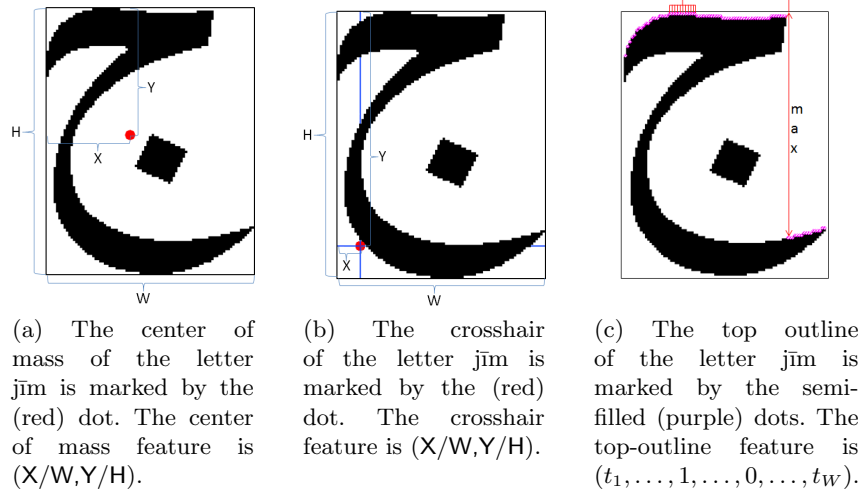 ج
H
Y
X
W
(a) The center of
mass of the letter
jīm is marked by the
(red) dot. The center
of mass feature is
(X/W,Y/H).
ج
H
Y
X
W
(b) The crosshair
of the letter jīm is
marked by the (red)
dot. The crosshair
feature is (X/W,Y/H).
ج
max
(c) The top outline
of the letter jīm is
marked by the semi-
filled (purple) dots. The
top-outline feature is
(t₁, . . . , 1, . . . , 0, . . . , t_W).